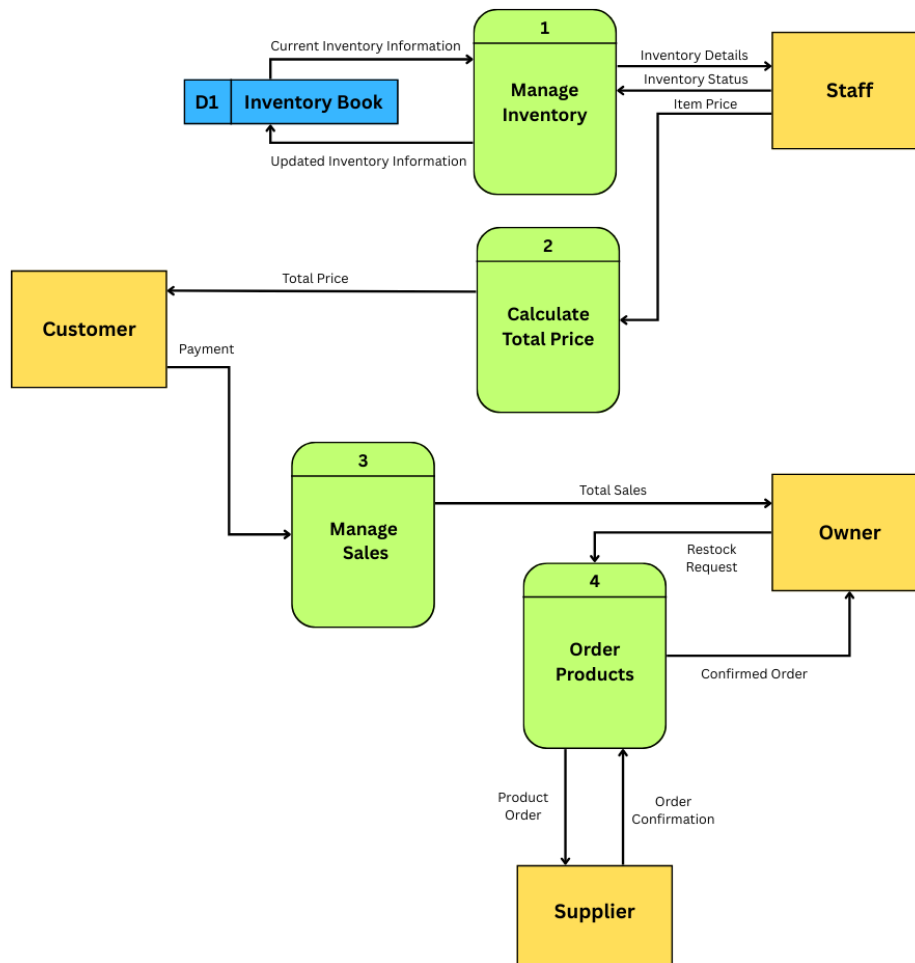 1
Current Inventory Information
Inventory Details
Inventory Status
Manage
Inventory
Staff
D1
Inventory Book
Item Price
Updated Inventory Information
2
Total Price
Calculate
Total Price
Customer
Payment
3
Total Sales
Manage
Sales
Owner
Restock
Request
4
Order
Products
Confirmed Order
Product
Order
Order
Confirmation
Supplier